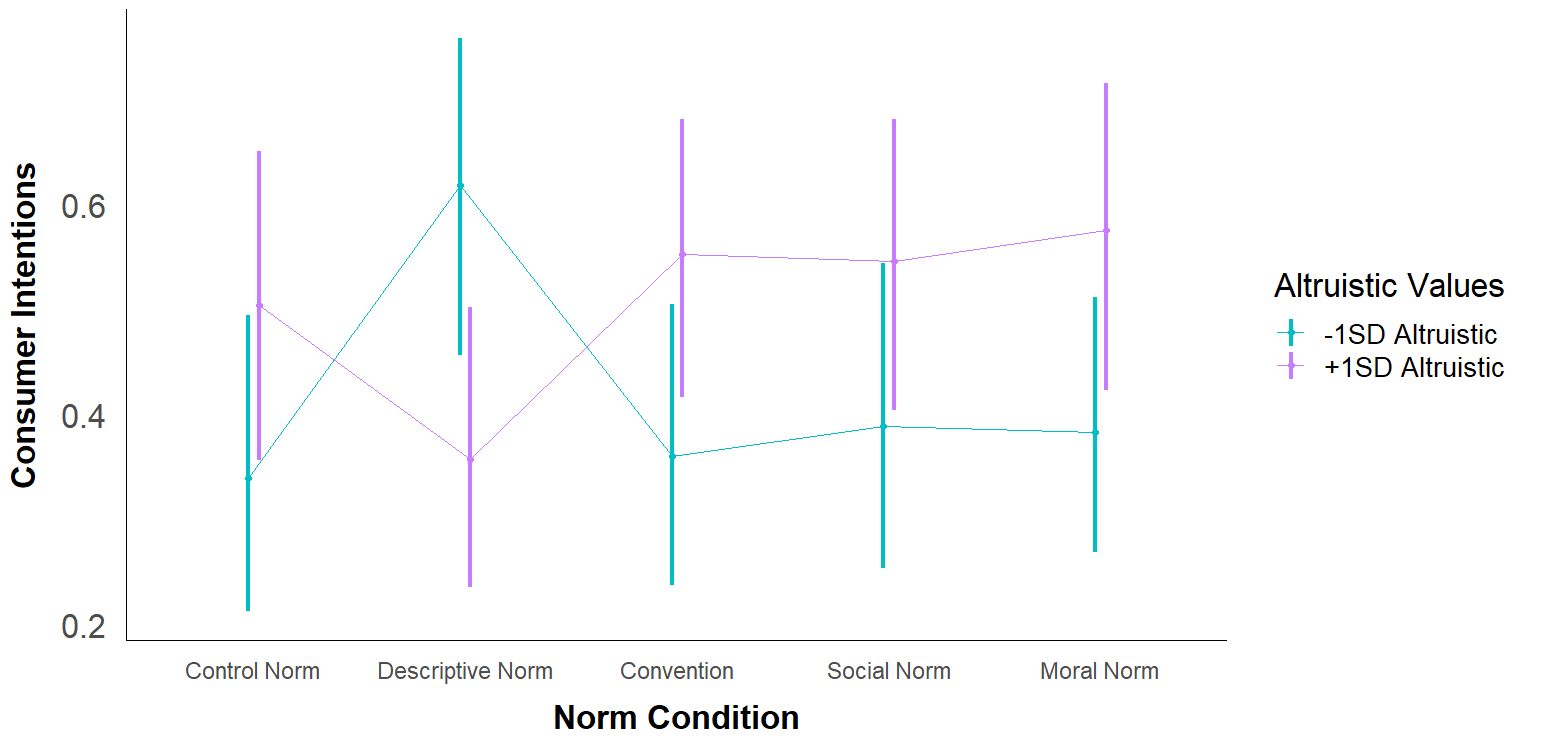 Consumer Intentions
0.6
0.4
0.2
Control Norm
Descriptive Norm
Convention
Social Norm
Moral Norm
Norm Condition
Altruistic Values
-1SD Altruistic
+1SD Altruistic